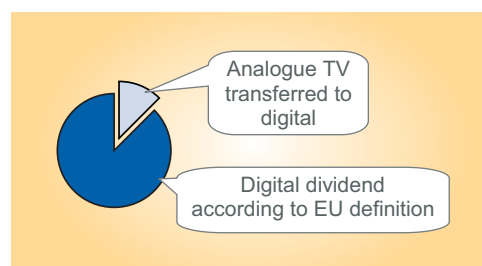 Analogue TV
transferred to
digital
Digital dividend
according to EU definition